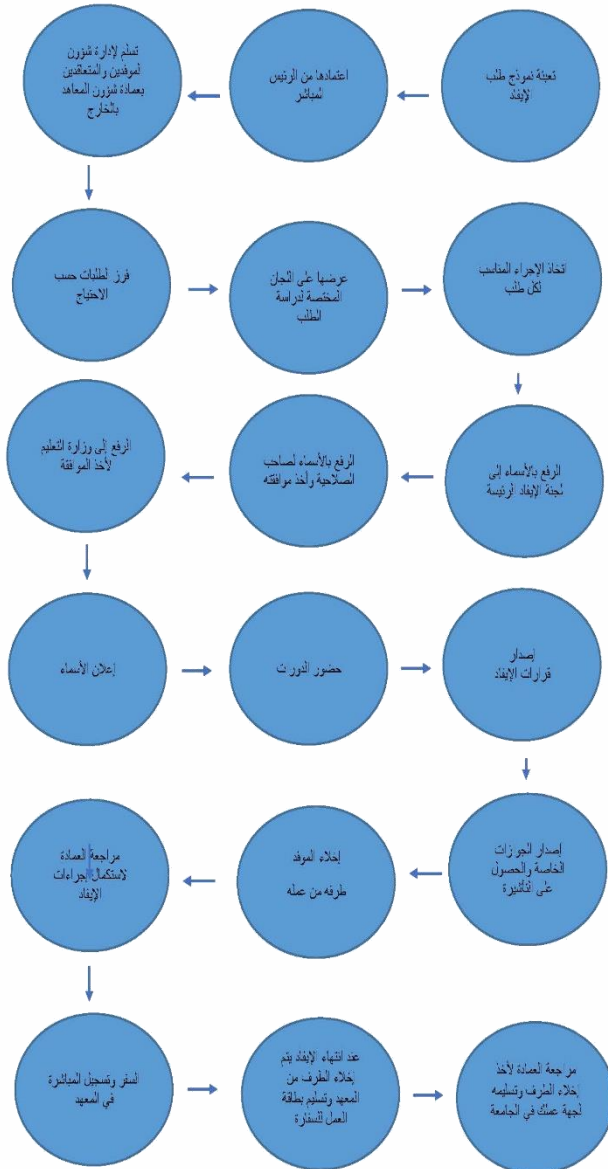 تعبئة نموذج طلب
الإيفاد
اعتمادها من الرئيس
المباشر
تسلم لإدارة شؤون
الموفدين والمتعاقدين
بعمادة شؤون المعاهد
بالخارج
فرز الطلبات حسب
الاحتياج
عرضها على اللجان
المختصة لدراسة
الطلب
اتخاذ الإجراء المناسب
لكل طلب
الرفع بالأسماء إلى
لجنة الإيفاد الرئيسة
الرفع بالأسماء لصاحب
الصلاحية وأخذ موافقته
الرفع إلى وزارة التعليم
لأخذ الموافقة
إعلان الأسماء
حضور الدورات
إصدار
قرارات الإيفاد
إصدار الجوازات
الخاصة والحصول
على التأشيرة
إخلاء الموفد
طرفه من عمله
مراجعة العمادة
لاستكمال إجراءات
الإيفاد
السفر وتسجيل المباشرة
في المعهد
عند انتهاء الإيفاد يتم
إخلاء الطرف من
المعهد وتسليم بطاقة
العمل للسفارة
مراجعة العمادة لأخذ
إخلاء الطرف وتسليمه
لجهة عملك في الجامعة